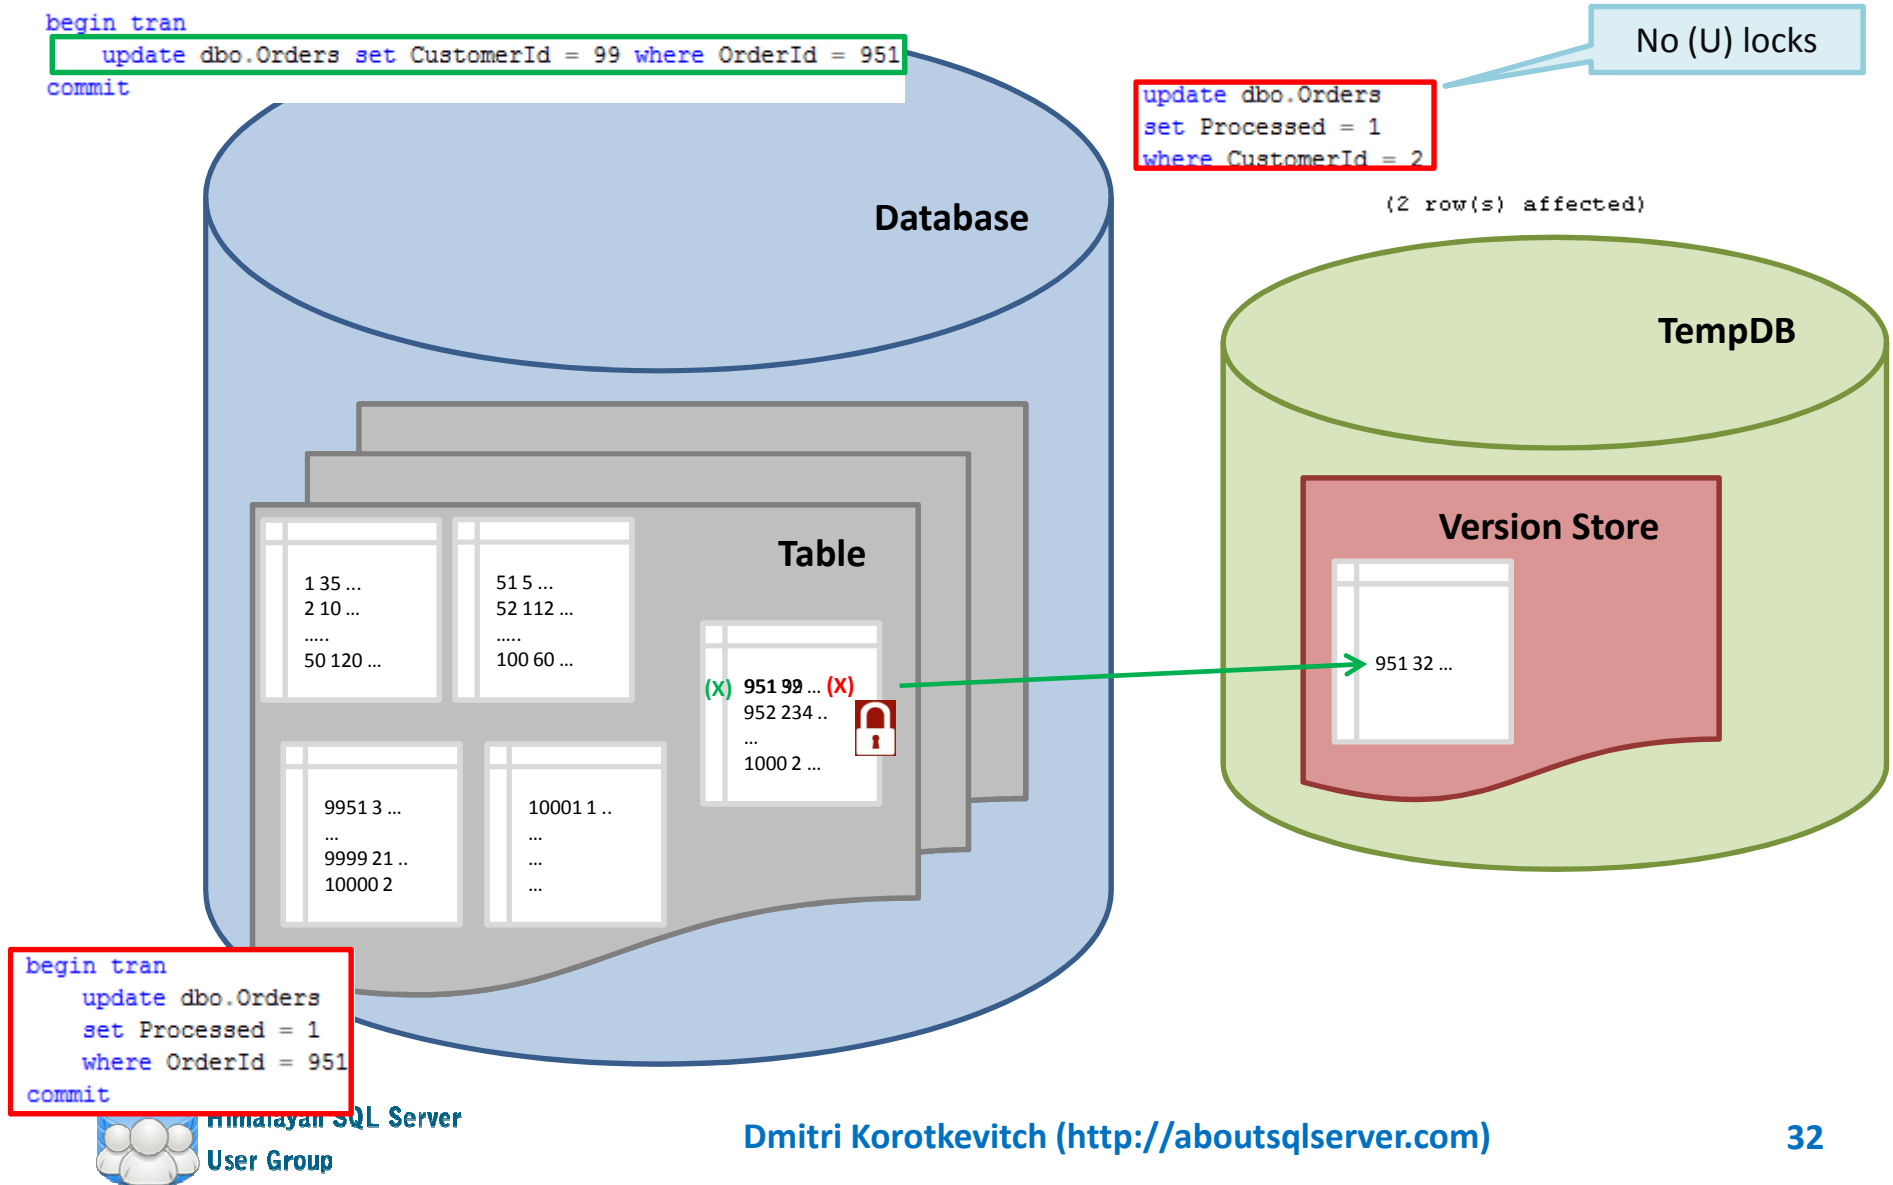 begin tran
update dbo.Orders set CustomerId = 99 where OrderId = 951
commit
No (U) locks
update dbo.Orders
set Processed = 1
where CustomerId = 2
(2 row(s) affected)
Database
TempDB
Version Store
Table
1 35 ...
2 10 ...
.....
50 120 ...
51 5 ...
52 112 ...
.....
100 60 ...
(X) 951 ... (X)
952 234 ..
...
1000 2 ...
951 32 ...
9951 3 ...
...
9999 21 ..
10000 2
10001 1 ..
...
...
...
begin tran
update dbo.Orders
set Processed = 1
where OrderId = 951
commit
Himalayan SQL Server
User Group
Dmitri Korotkevitch (http://aboutsqlserver.com)
32